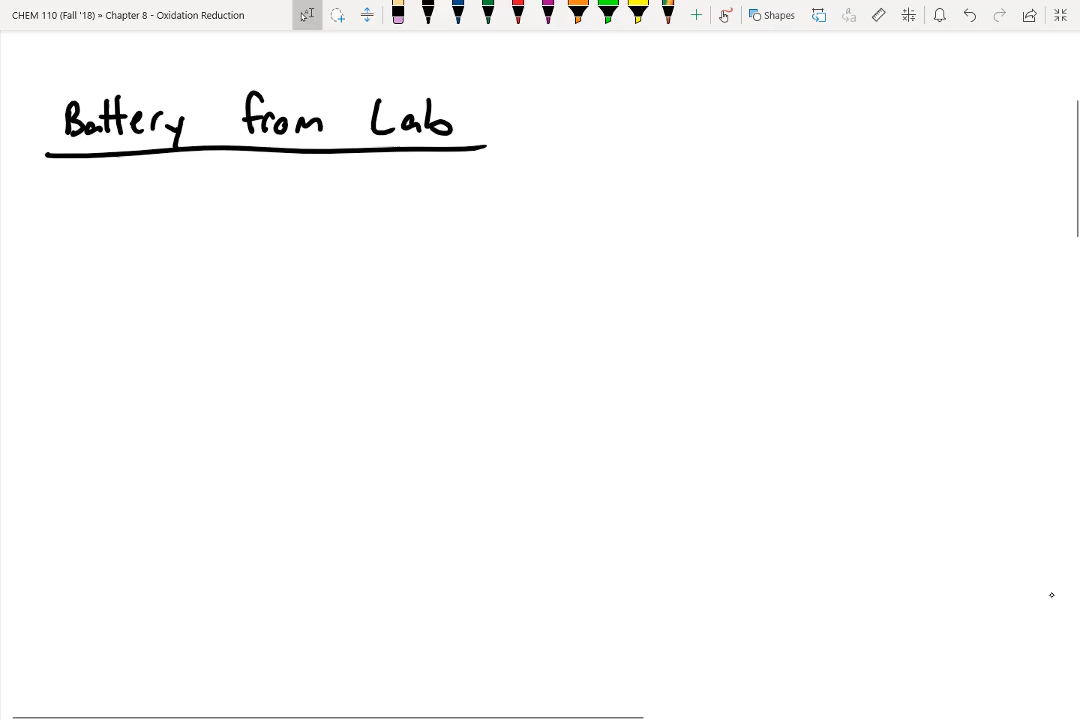 CHEM 110 (Fall '18) » Chapter 8 - Oxidation Reduction
Shapes
Battery from Lab